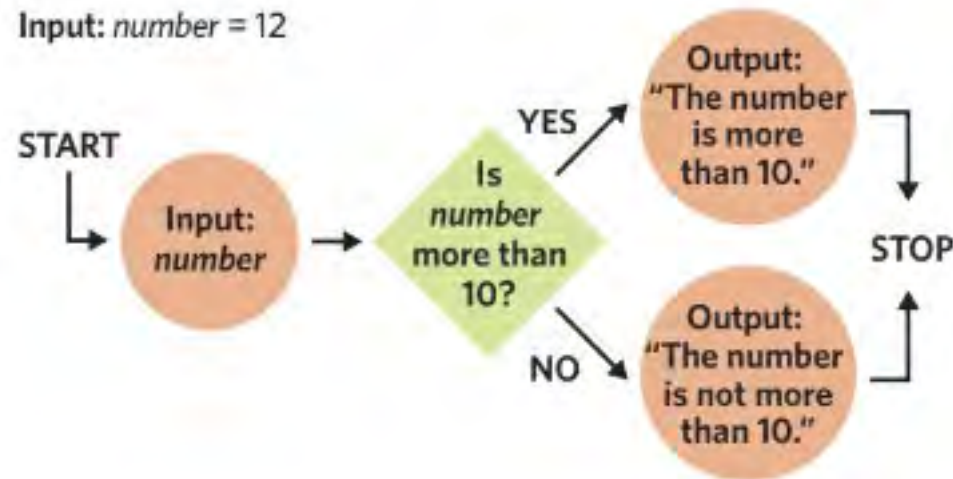 Input: number = 12
START
Input:
number
Is
number
more than
10?
YES
Output:
“The number
is more
than 10.”
NO
Output:
“The number
is not more
than 10.”
STOP